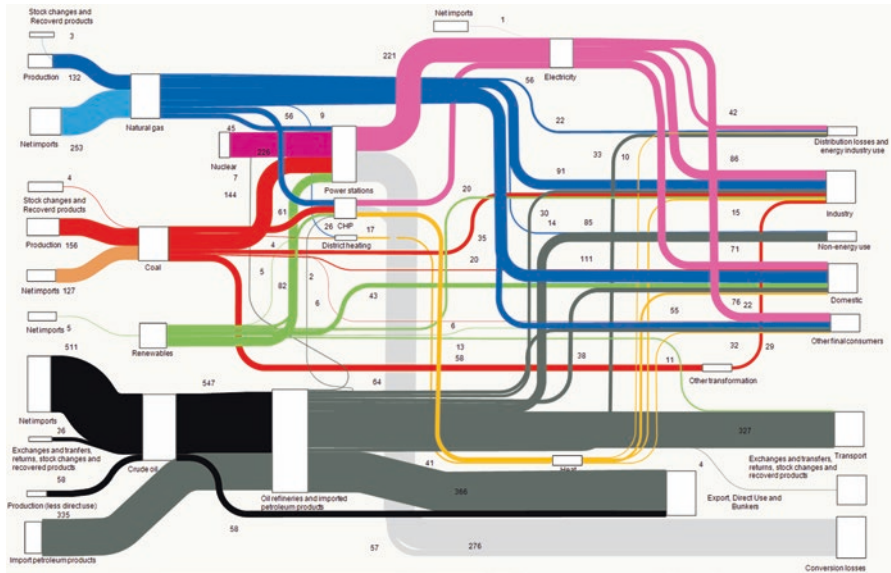 Stock changes and
Recoverd products
3
Production
132
Net imports
253
Natural gas
Net imports
1
221
Electricity
56
9
56
22
42
45
Nuclear
226
7
144
Power stations
33
10
Distribution losses and
energy industry use
91
86
Industry
4
Stock changes and
Recoverd products
Production
156
Net imports 127
Coal
61
26
CHP
17
District heating
4
20
30
14
85
15
Non-energy use
35
20
111
71
Domestic
5
82
2
6
43
76
22
55
Net imports
5
Renewables
6
13
58
38
11
32
29
Other final consumers
Other transformation
511
547
64
Net imports
36
Exchanges and tranfers,
returns, stock changes and
recovered products
58
Production (less direct use)
335
Import petroleum products
Crude oil
Oil refineries and imported
petroleum products
41
Heat
327
Transport
Exchanges and transfers,
returns, stock changes and
recovered products
4
Export, Direct Use and
Bunkers
366
58
57
276
Conversion losses